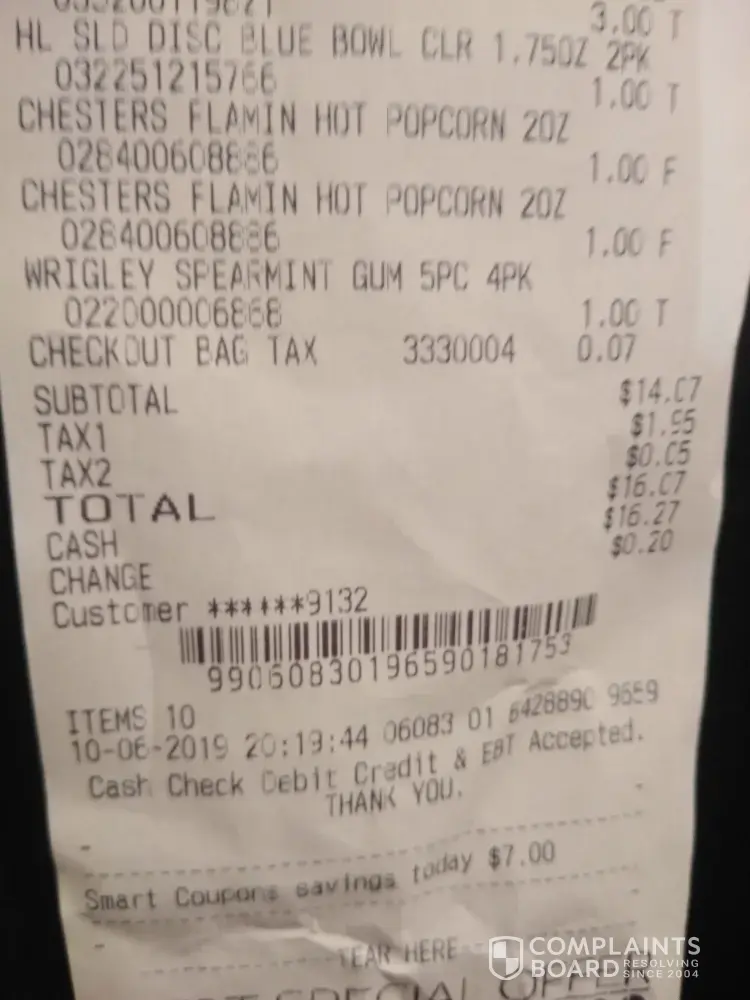 3.00 T
HL SLD DISC BLUE BOWL CLR 1.75OZ 2PK
032251215766 1.00 T
CHESTERS FLAMIN HOT POPCORN 2OZ
028400608886 1.00 F
CHESTERS FLAMIN HOT POPCORN 2OZ
028400608886 1.00 F
WRIGLEY SPEARMINT GUM 5PC 4PK
022000006868 1.00 T
CHECKOUT BAG TAX 3330004 0.07
SUBTOTAL $14.07
TAX1 $1.95
TAX2 $0.05
TOTAL $16.07
CASH $16.27
CHANGE $0.20
Customer ******9132
99060830196590181753
ITEMS 10
10-06-2019 20:19:44 06083 01 6428890 9659
Cash Check Debit Credit & EBT Accepted.
THANK YOU.
Smart Coupons savings today $7.00
TEAR HERE
SPECIAL OFFER
COMPLAINTS
BOARD RESOLVING
SINCE 2004